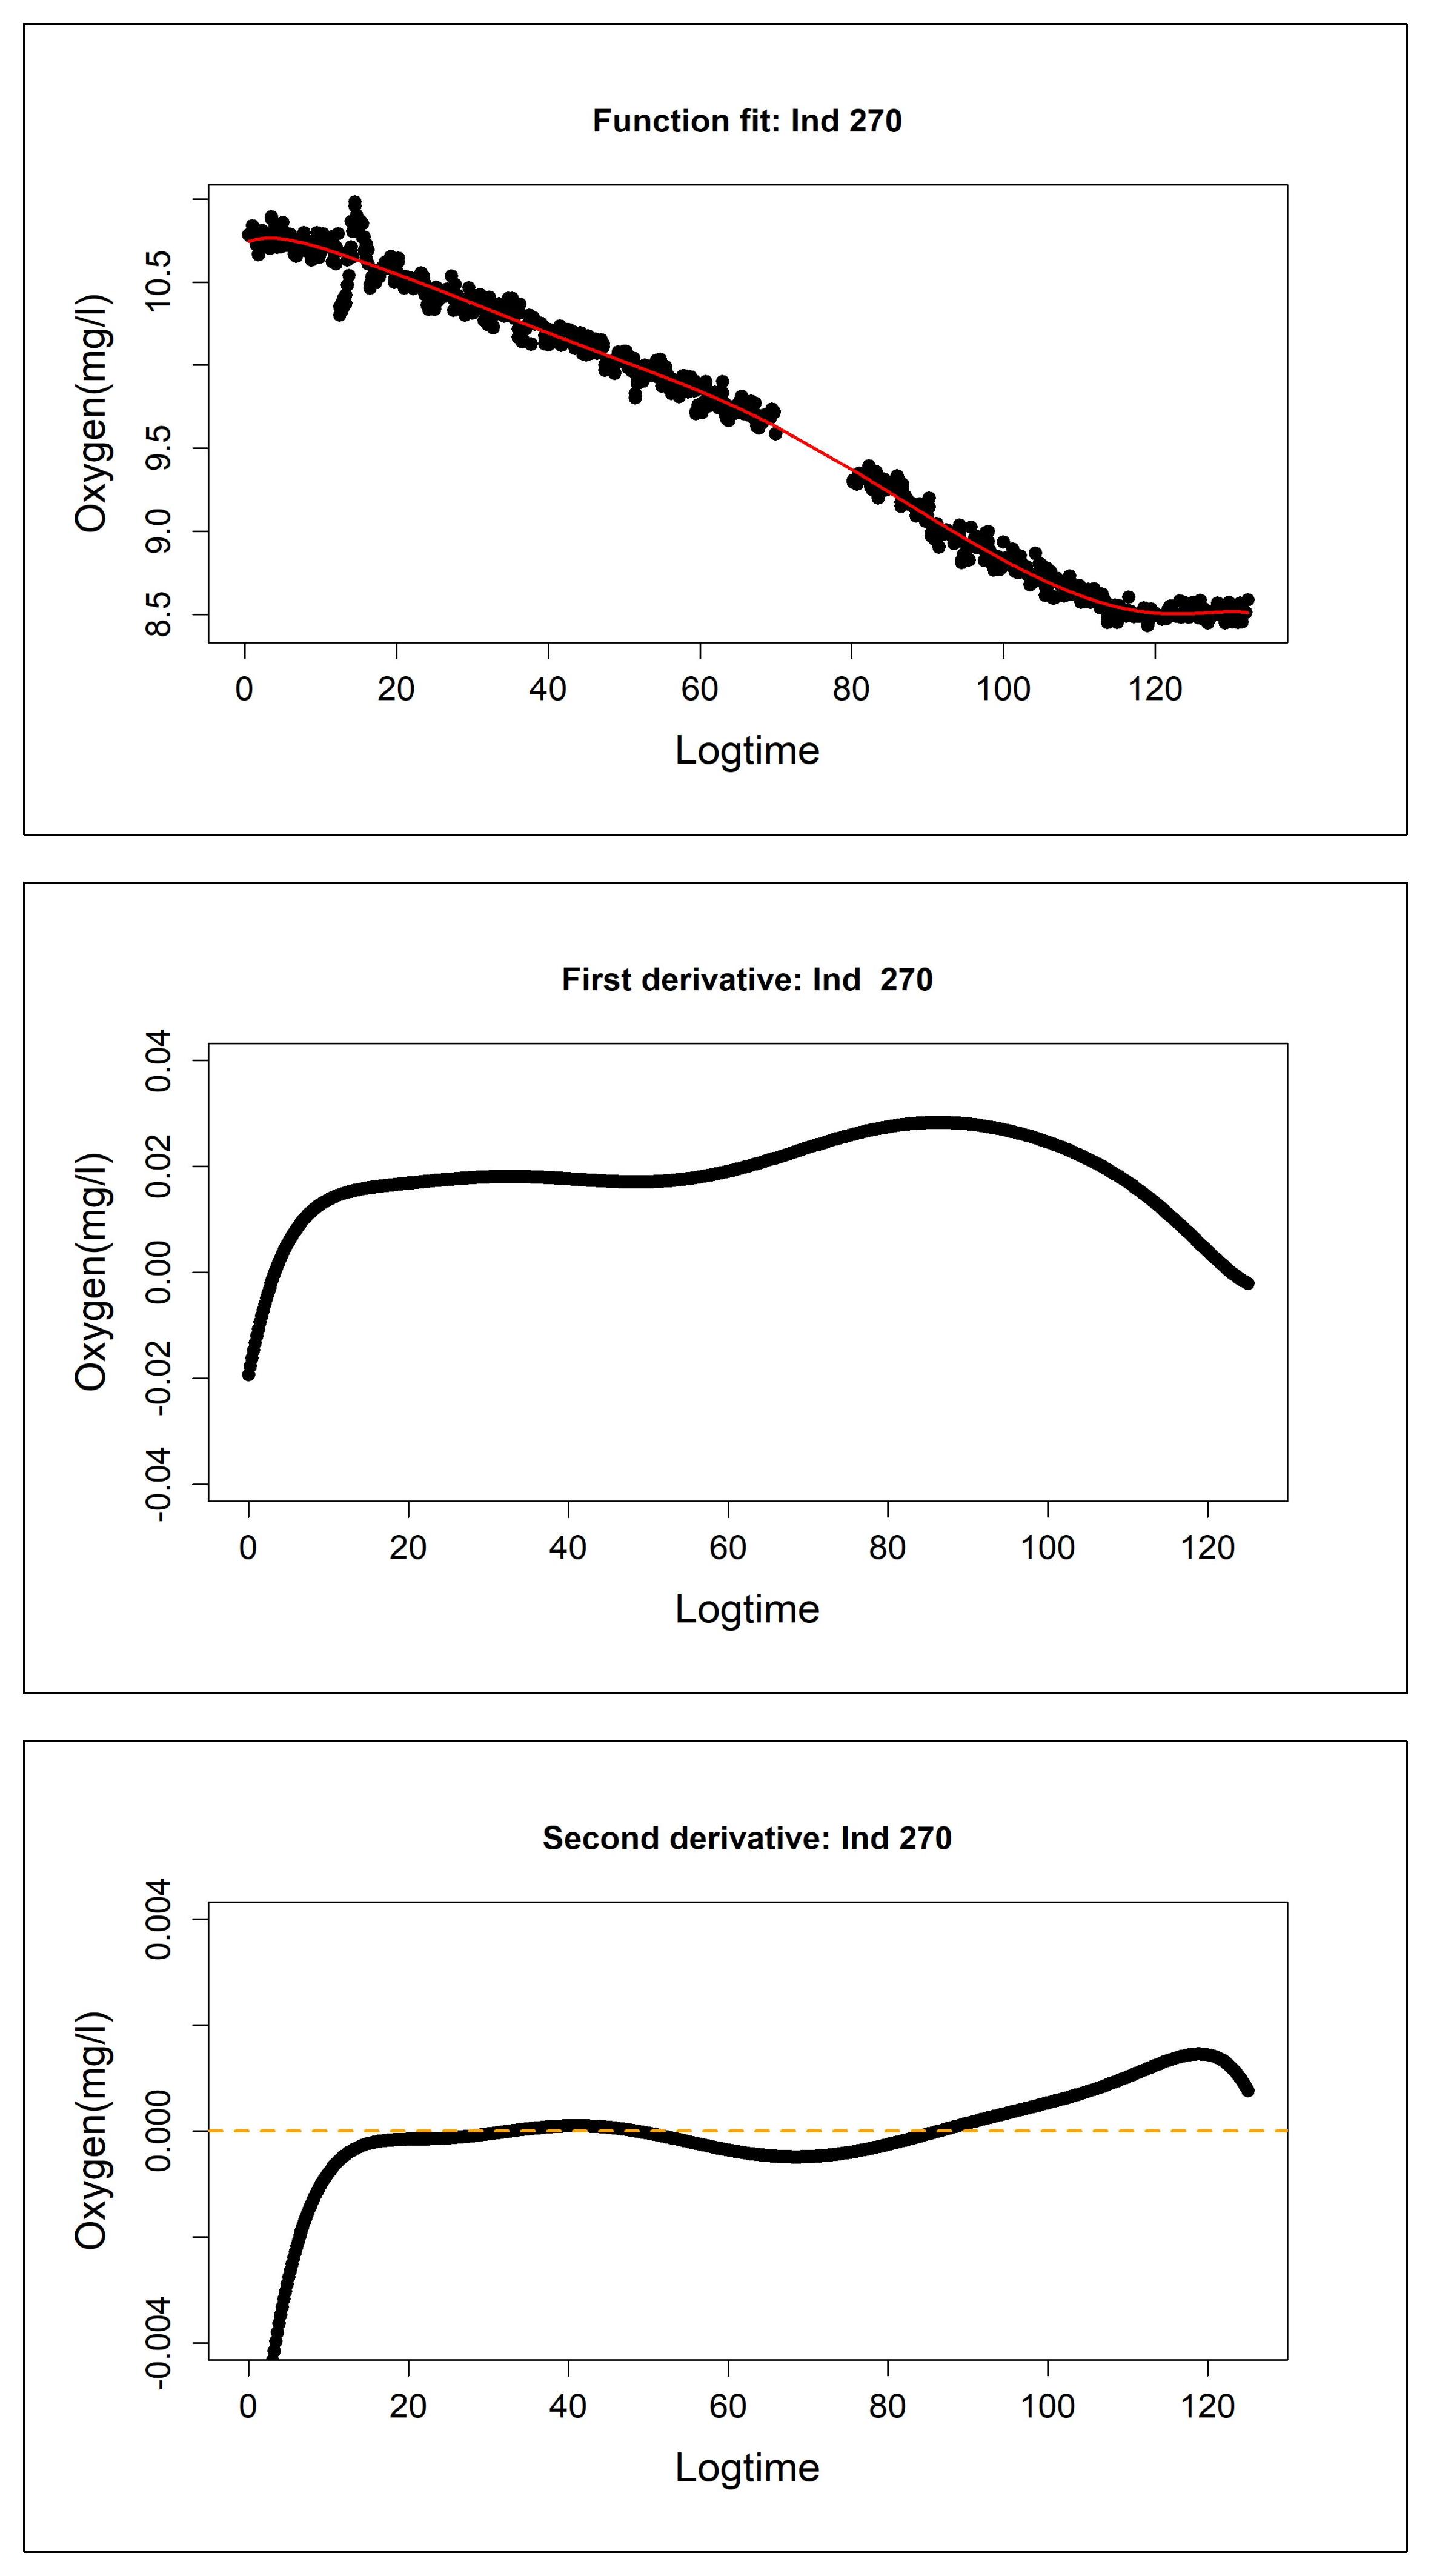 Function fit: Ind 270
Oxygen(mg/l)
10.5
9.5
9.0
8.5
0 20 40 60 80 100 120
Logtime
First derivative: Ind  270
Oxygen(mg/l)
0.04
0.02
0.00
-0.02
-0.04
0 20 40 60 80 100 120
Logtime
Second derivative: Ind 270
Oxygen(mg/l)
0.004
0.000
-0.004
0 20 40 60 80 100 120
Logtime